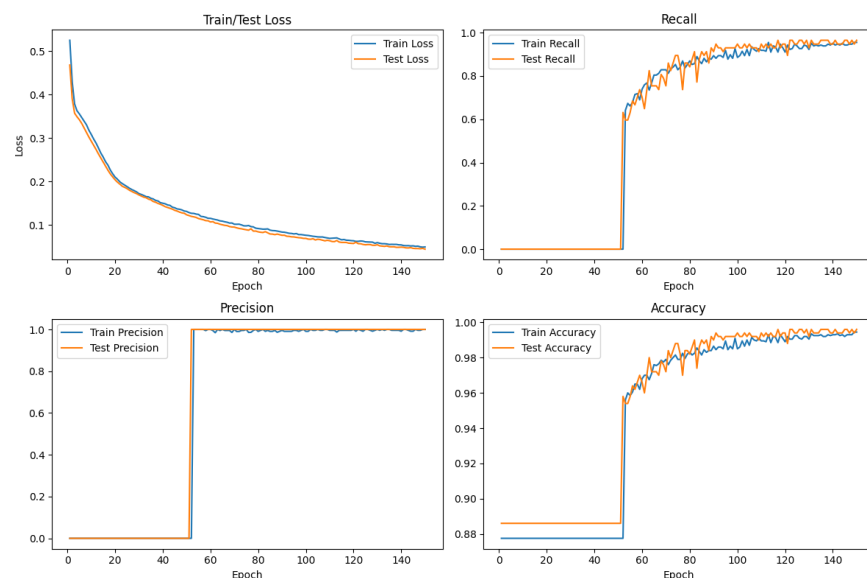 Train/Test Loss
Train Loss
Test Loss
0.5
0.4
0.3
0.2
0.1
Loss
0 20 40 60 80 100 120 140
Epoch
Recall
Train Recall
Test Recall
1.0
0.8
0.6
0.4
0.2
0.0
0 20 40 60 80 100 120 140
Epoch
Precision
Train Precision
Test Precision
1.0
0.8
0.6
0.4
0.2
0.0
0 20 40 60 80 100 120 140
Epoch
Accuracy
Train Accuracy
Test Accuracy
1.00
0.98
0.96
0.94
0.92
0.90
0.88
0 20 40 60 80 100 120 140
Epoch